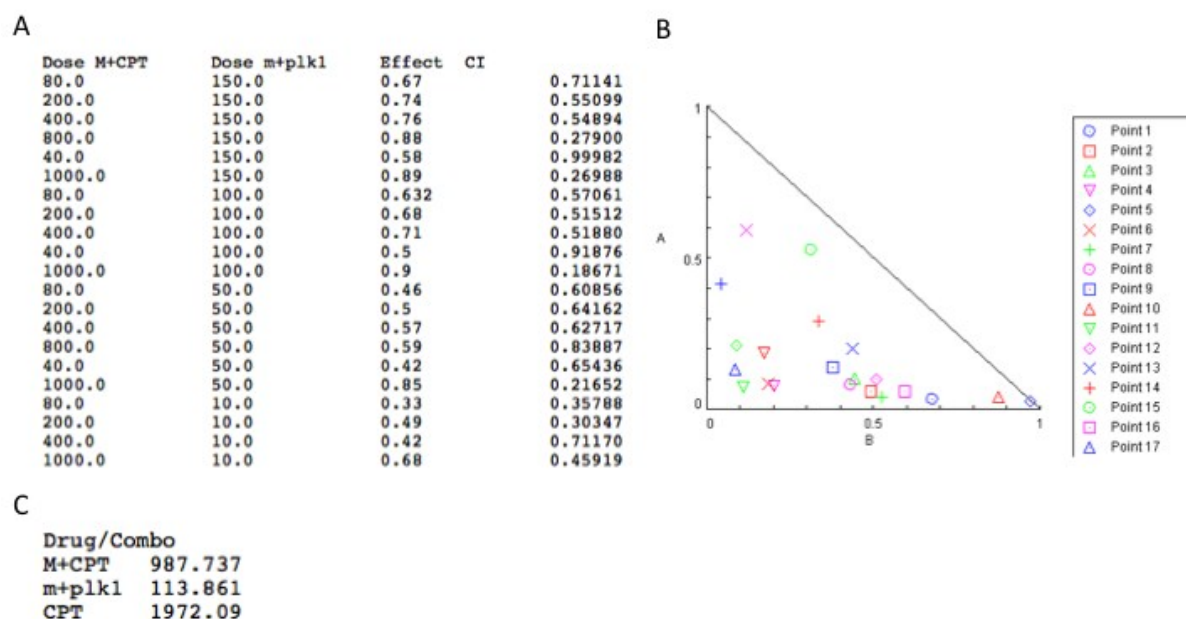 A
Dose M+CPT Dose m+plk1 Effect CI
80.0 150.0 0.67 0.71141
200.0 150.0 0.74 0.55099
400.0 150.0 0.76 0.54894
800.0 150.0 0.88 0.27900
40.0 150.0 0.58 0.99982
1000.0 150.0 0.89 0.26988
80.0 100.0 0.632 0.57061
200.0 100.0 0.68 0.51512
400.0 100.0 0.71 0.51880
40.0 100.0 0.5 0.91876
1000.0 100.0 0.9 0.18671
80.0 50.0 0.46 0.60856
200.0 50.0 0.5 0.64162
400.0 50.0 0.57 0.62717
800.0 50.0 0.59 0.83887
40.0 50.0 0.42 0.65436
1000.0 50.0 0.85 0.21652
80.0 10.0 0.33 0.35788
200.0 10.0 0.49 0.30347
400.0 10.0 0.42 0.71170
1000.0 10.0 0.68 0.45919
B
1
A
0.5
0
0 0.5 1
B
Point 1
Point 2
Point 3
Point 4
Point 5
Point 6
Point 7
Point 8
Point 9
Point 10
Point 11
Point 12
Point 13
Point 14
Point 15
Point 16
Point 17
C
Drug/Combo
M+CPT 987.737
m+plk1 113.861
CPT 1972.09